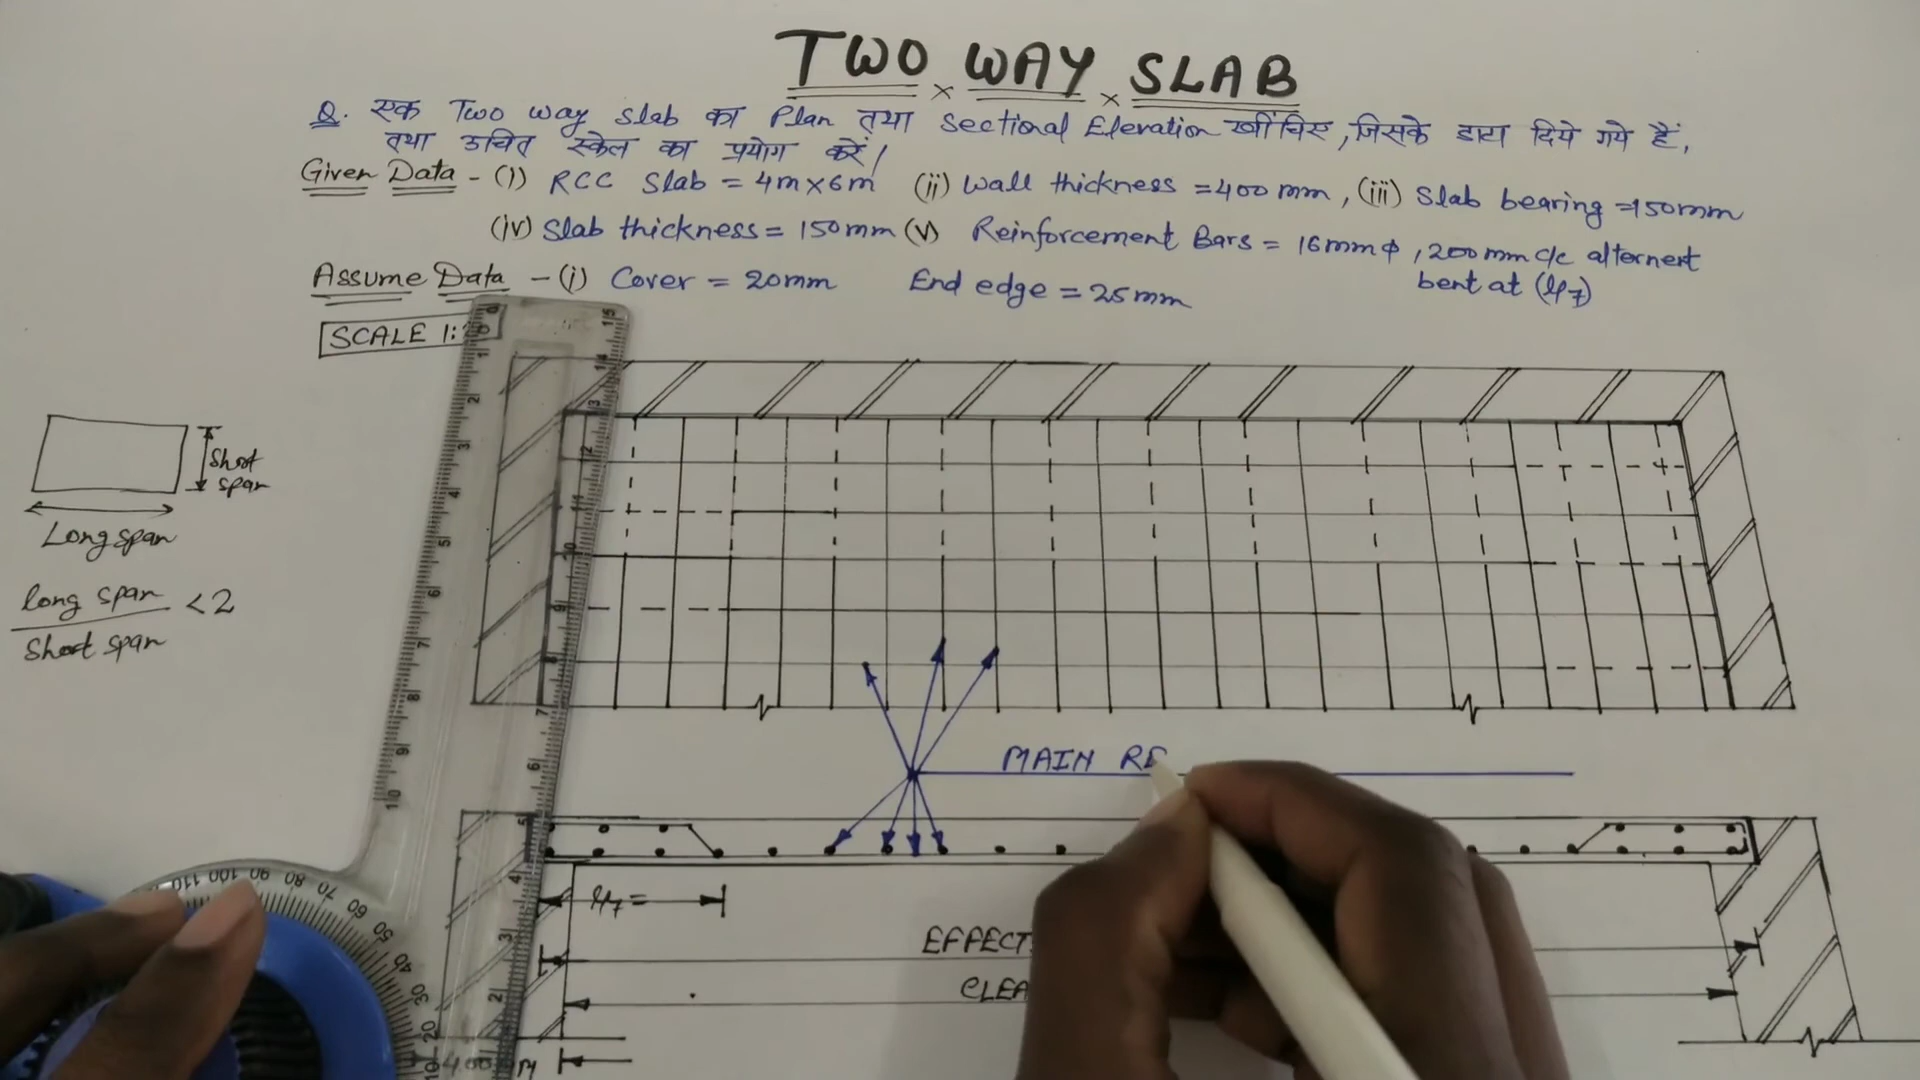 TWO WAY SLAB
Q. एक Two way slab का Plan तथा Sectional Elevation खींचिए, जिसके डाटा दिये गये हैं,
तथा उचित स्केल का प्रयोग करें/
Given Data - (i) RCC Slab = 4m×6m (ii) Wall thickness = 400 mm, (iii) Slab bearing = 150mm
(iv) Slab thickness = 150mm (v) Reinforcement Bars = 16mmϕ, 200mm c/c alternert
bent at (l/7)
Assume Data - (i) Cover = 20mm End edge = 25mm
SCALE 1:
Short
span
Long span
long span
Short span
<2
MAIN RE
l/7 =
EFFECT
CLEA
400